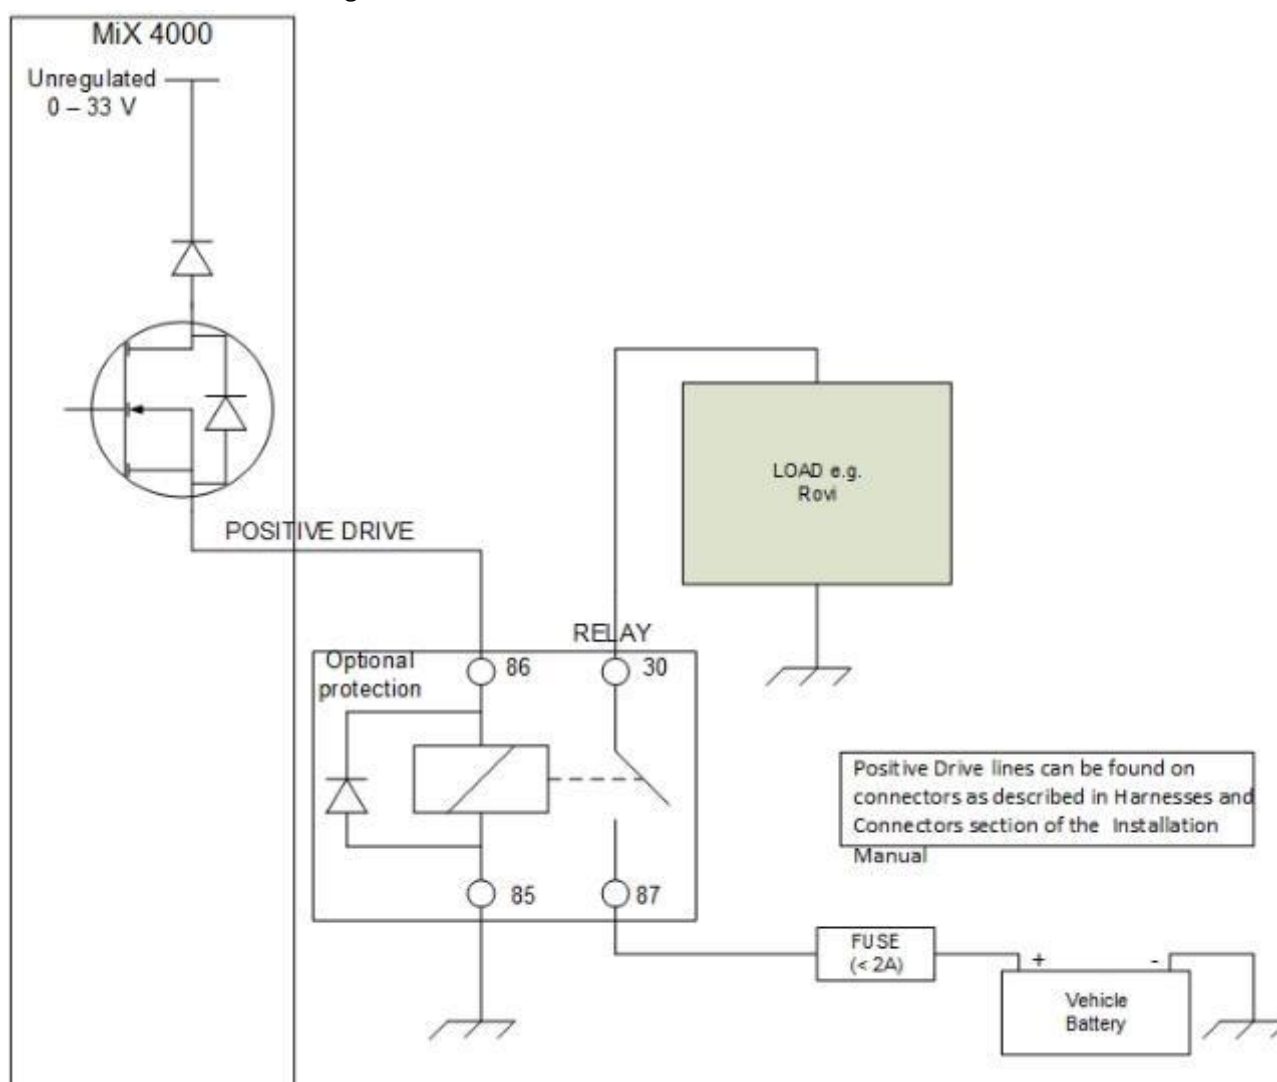 MiX 4000
Unregulated
0 – 33 V
POSITIVE DRIVE
LOAD e.g.
Rovi
RELAY
Optional
protection
86
30
85
87
Positive Drive lines can be found on
connectors as described in Harnesses and
Connectors section of the Installation
Manual
FUSE
(< 2A)
+
-
Vehicle
Battery